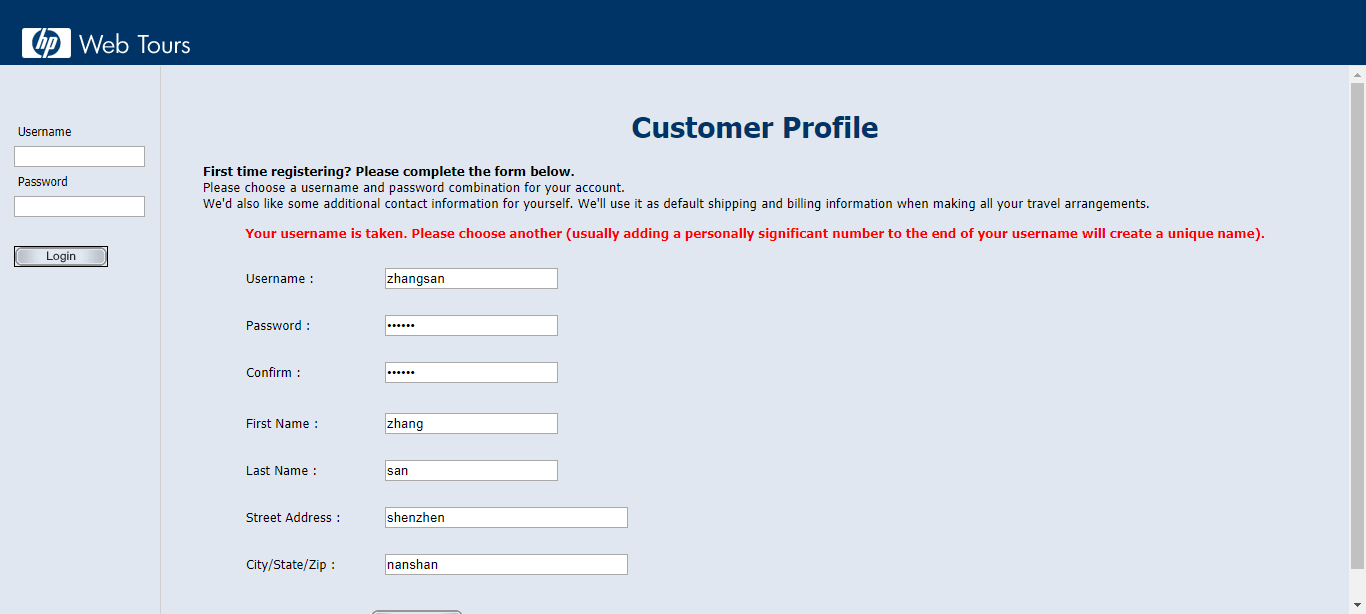 hp Web Tours
Username
Password
Login
Customer Profile
First time registering? Please complete the form below.
Please choose a username and password combination for your account.
We'd also like some additional contact information for yourself. We'll use it as default shipping and billing information when making all your travel arrangements.
Your username is taken. Please choose another (usually adding a personally significant number to the end of your username will create a unique name).
Username : zhangsan
Password : ••••••
Confirm : ••••••
First Name : zhang
Last Name : san
Street Address : shenzhen
City/State/Zip : nanshan